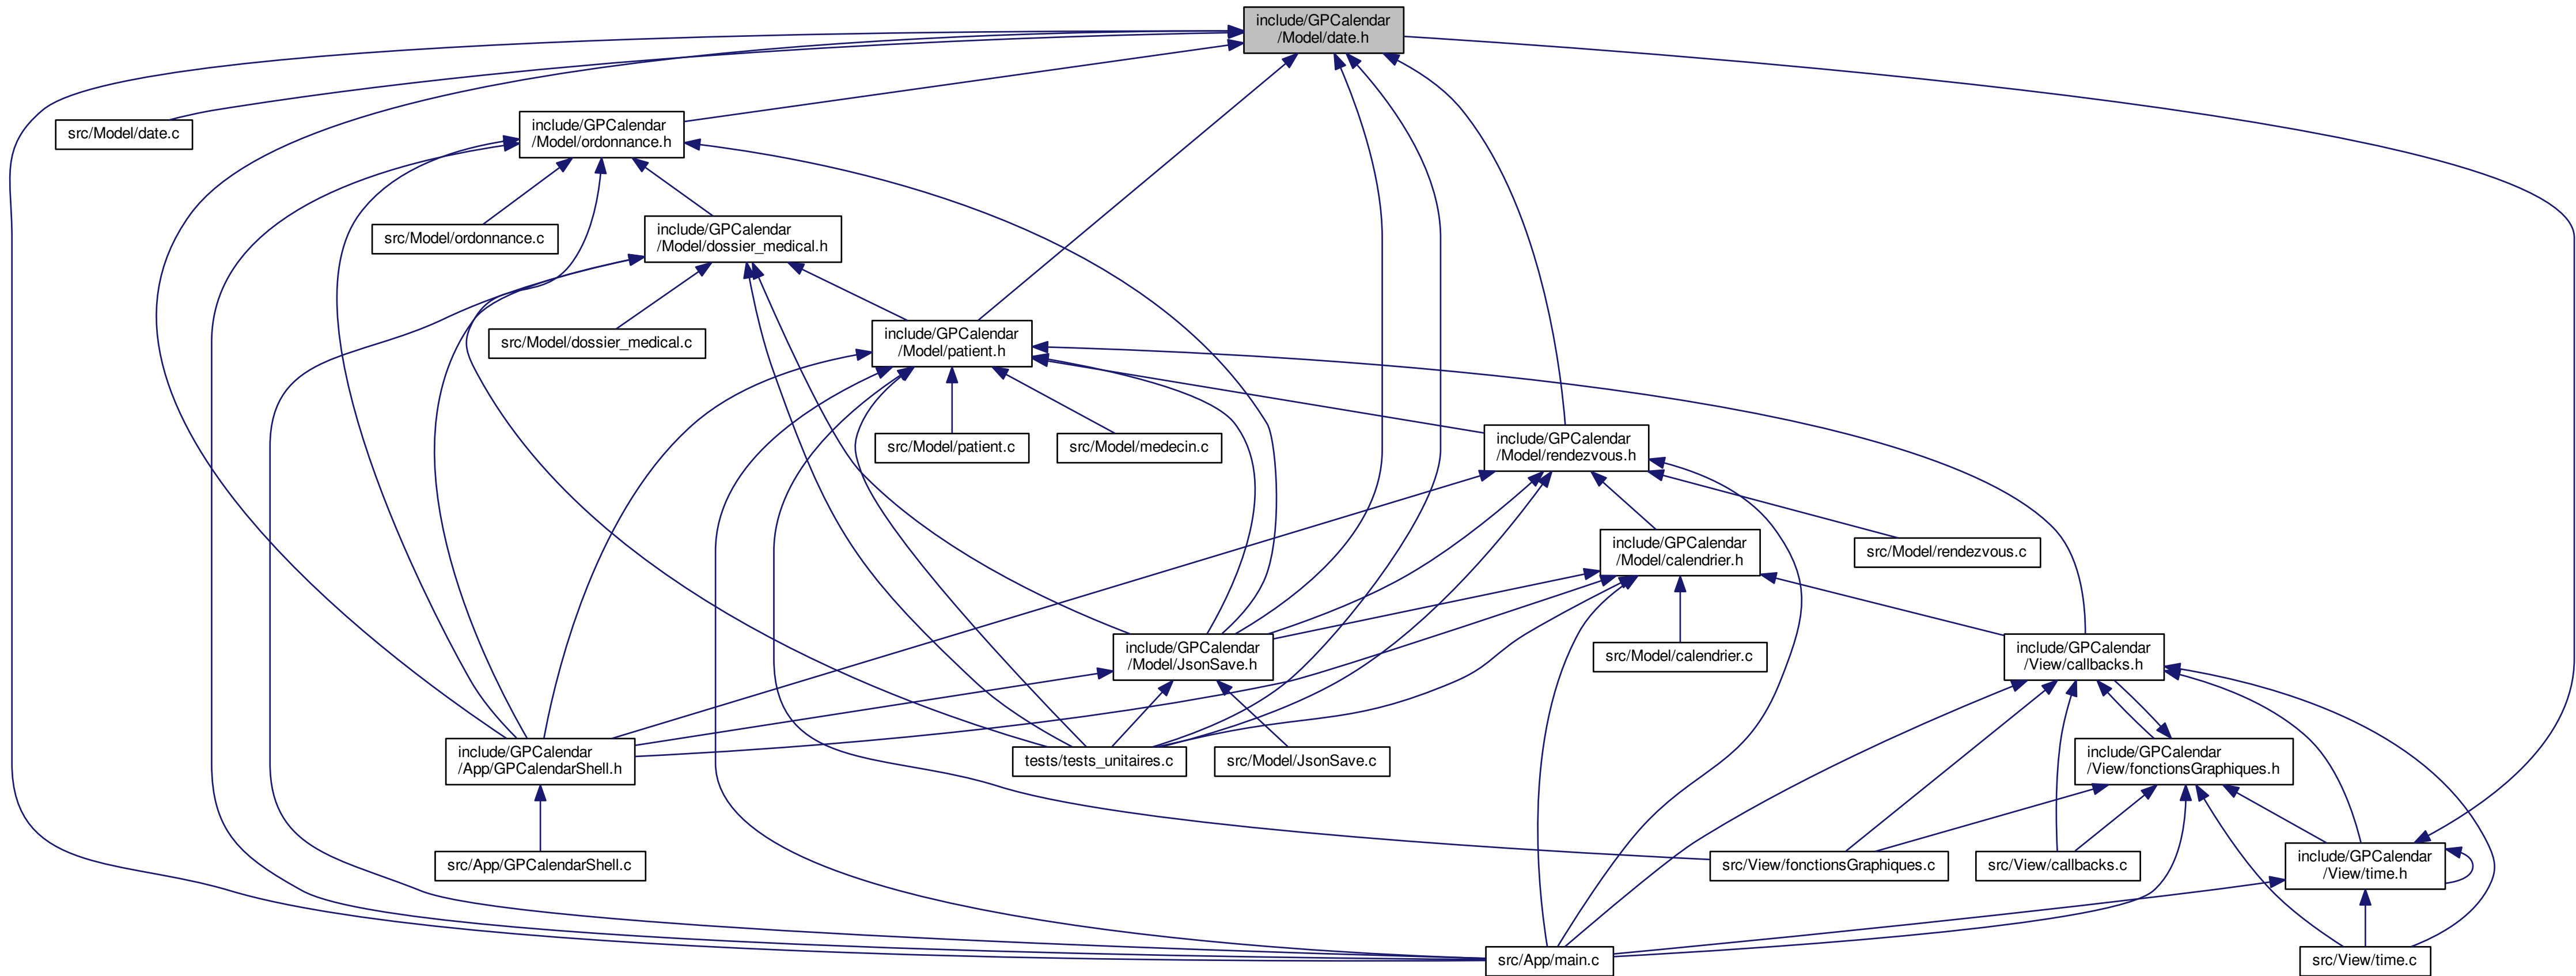 include/GPCalendar
/Model/date.h
src/Model/date.c
include/GPCalendar
/Model/ordonnance.h
src/Model/ordonnance.c
include/GPCalendar
/Model/dossier_medical.h
src/Model/dossier_medical.c
include/GPCalendar
/Model/patient.h
src/Model/patient.c
src/Model/medecin.c
include/GPCalendar
/Model/rendezvous.h
include/GPCalendar
/Model/calendrier.h
src/Model/rendezvous.c
include/GPCalendar
/Model/JsonSave.h
src/Model/calendrier.c
include/GPCalendar
/View/callbacks.h
include/GPCalendar
/App/GPCalendarShell.h
tests/tests_unitaires.c
src/Model/JsonSave.c
include/GPCalendar
/View/fonctionsGraphiques.h
src/App/GPCalendarShell.c
src/View/fonctionsGraphiques.c
src/View/callbacks.c
include/GPCalendar
/View/time.h
src/App/main.c
src/View/time.c